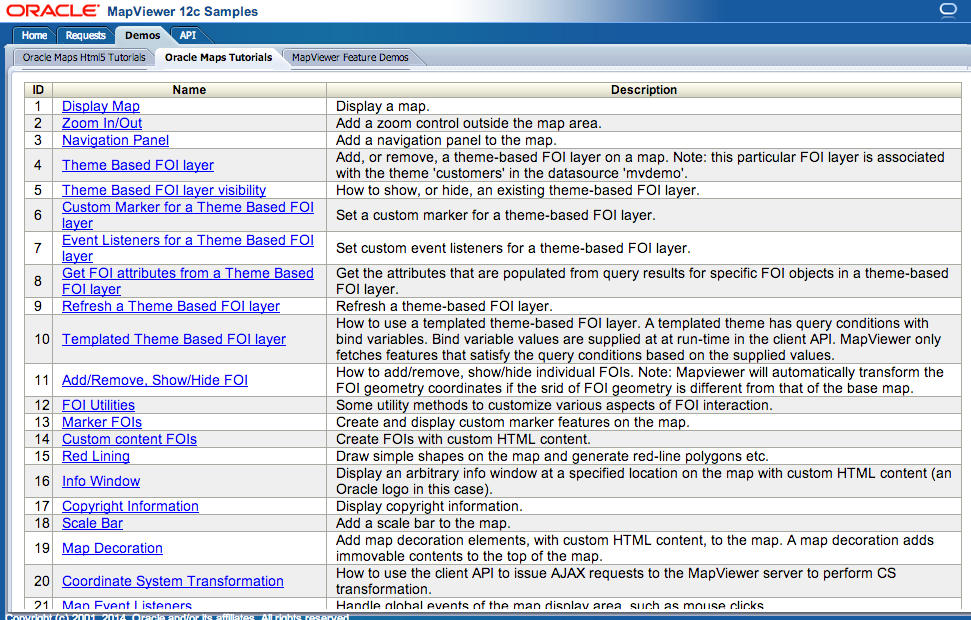 ORACLE MapViewer 12c Samples
Home Requests Demos API
Oracle Maps Html5 Tutorials Oracle Maps Tutorials MapViewer Feature Demos
ID Name Description
1 Display Map Display a map.
2 Zoom In/Out Add a zoom control outside the map area.
3 Navigation Panel Add a navigation panel to the map.
4 Theme Based FOI layer Add, or remove, a theme-based FOI layer on a map. Note: this particular FOI layer is associated
with the theme 'customers' in the datasource 'mvdemo'.
5 Theme Based FOI layer visibility How to show, or hide, an existing theme-based FOI layer.
6 Custom Marker for a Theme Based FOI
layer Set a custom marker for a theme-based FOI layer.
7 Event Listeners for a Theme Based FOI
layer Set custom event listeners for a theme-based FOI layer.
8 Get FOI attributes from a Theme Based
FOI layer Get the attributes that are populated from query results for specific FOI objects in a theme-based
FOI layer.
9 Refresh a Theme Based FOI layer Refresh a theme-based FOI layer.
10 Templated Theme Based FOI layer How to use a templated theme-based FOI layer. A templated theme has query conditions with
bind variables. Bind variable values are supplied at at run-time in the client API. MapViewer only
fetches features that satisfy the query conditions based on the supplied values.
11 Add/Remove, Show/Hide FOI How to add/remove, show/hide individual FOIs. Note: Mapviewer will automatically transform the
FOI geometry coordinates if the srid of FOI geometry is different from that of the base map.
12 FOI Utilities Some utility methods to customize various aspects of FOI interaction.
13 Marker FOIs Create and display custom marker features on the map.
14 Custom content FOIs Create FOIs with custom HTML content.
15 Red Lining Draw simple shapes on the map and generate red-line polygons etc.
16 Info Window Display an arbitrary info window at a specified location on the map with custom HTML content (an
Oracle logo in this case).
17 Copyright Information Display copyright information.
18 Scale Bar Add a scale bar to the map.
19 Map Decoration Add map decoration elements, with custom HTML content, to the map. A map decoration adds
immovable contents to the top of the map.
20 Coordinate System Transformation How to use the client API to issue AJAX requests to the MapViewer server to perform CS
transformation.
21 Map Event Listeners Handle global events of the map display area, such as mouse clicks.
Copyright (c) 2001, 2014, Oracle and/or its affiliates. All rights reserved.